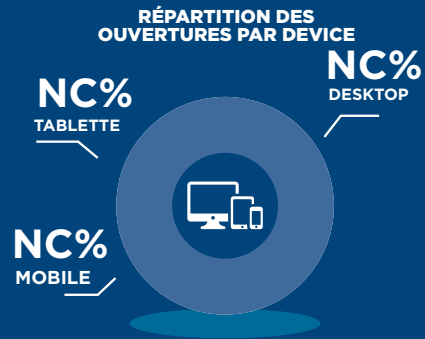 RÉPARTITION DES
OUVERTURES PAR DEVICE
NC%
DESKTOP
NC%
TABLETTE
NC%
MOBILE